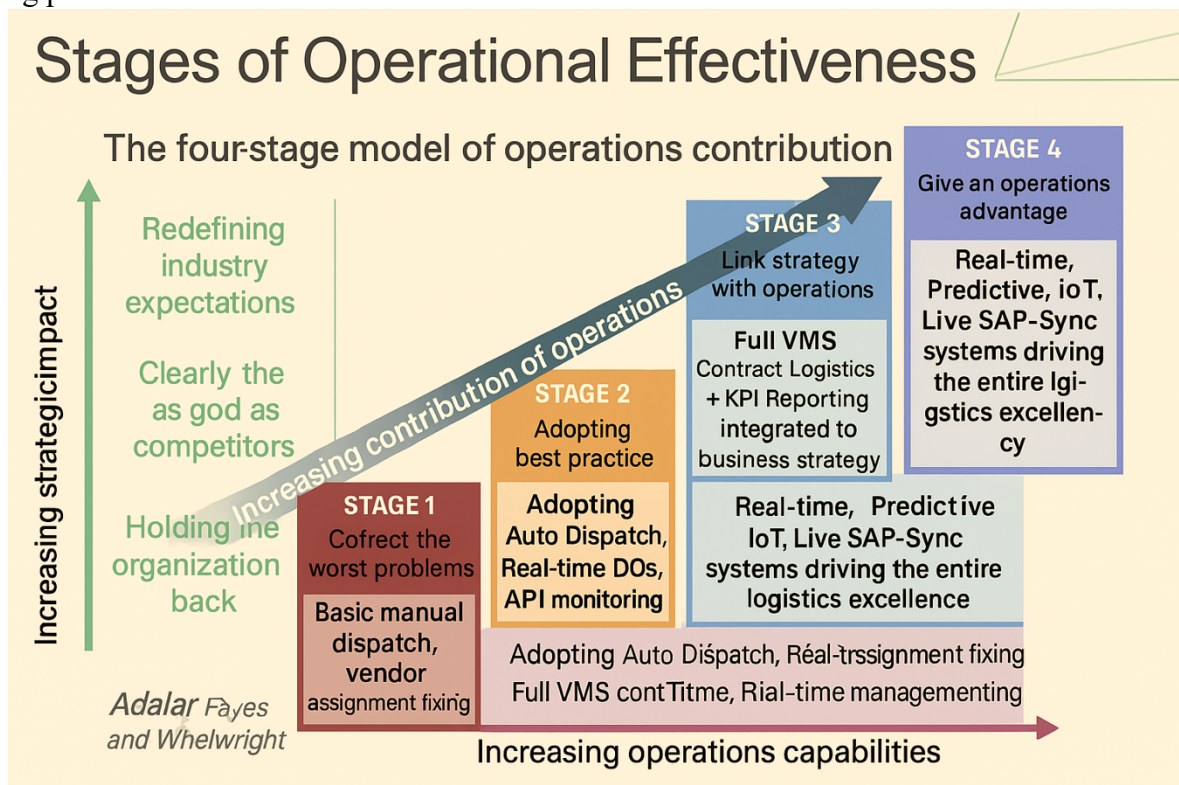 Stages of Operational Effectiveness
The four-stage model of operations contribution
Increasing strategicimpact
Redefining
industry
expectations
Clearly the
as god as
competitors
Holding ine
organization
back
Increasing contribution of operations
STAGE 1
Cofrect the
worst problems
Basic manual
dispatch,
vendor
assignment fixing
STAGE 2
Adopting
best practice
Adopting
Auto Dispatch,
Real-time DOs,
API monitoring
STAGE 3
Link strategy
with operations
Full VMS
Contract Logistics
+ KPI Reporting
integrated to
business strategy
STAGE 4
Give an operations
advantage
Real-time,
Predictive, ioT,
Live SAP-Sync
systems driving
the entire lgi-
gstics excellen-
cy
Real-time, Predictive
IoT, Live SAP-Sync
systems driving the entire
logistics excellence
Adopting Auto Dispatch, Réal-trssignment fixing
Full VMS contTitme, Rial-time managementing
Adalar Fayes
and Whelwright
Increasing operations capabilities